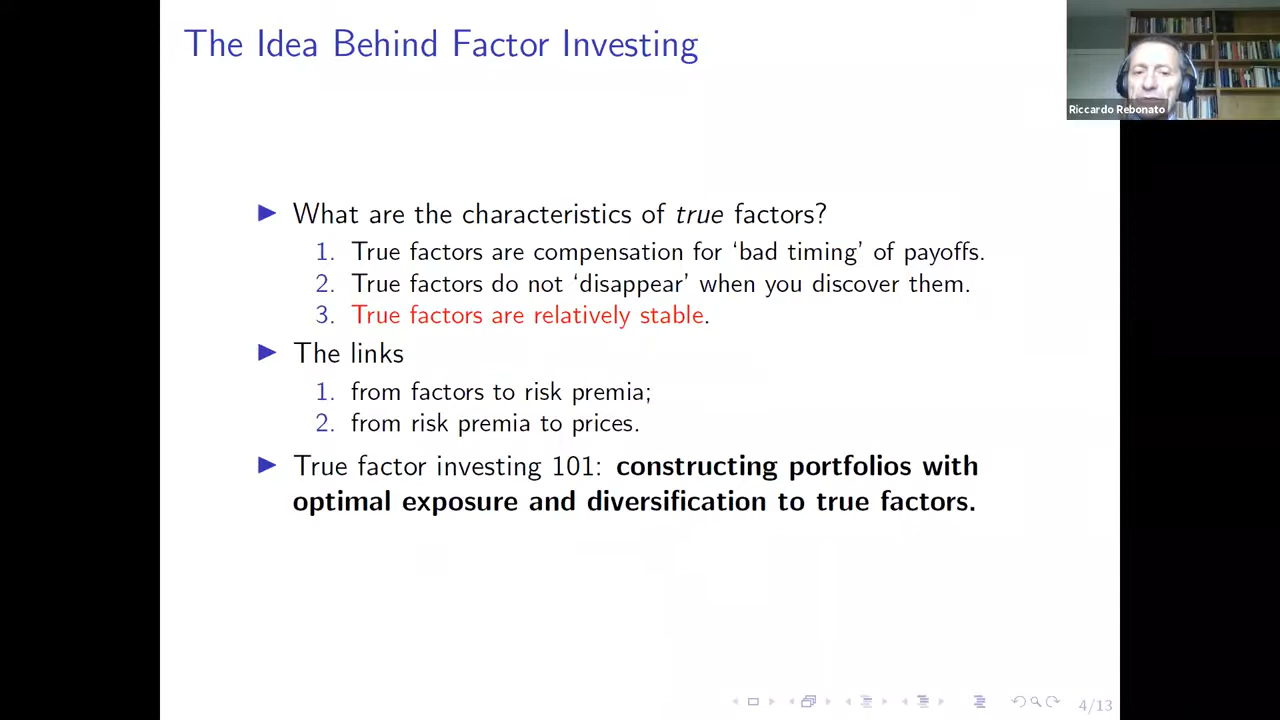 The Idea Behind Factor Investing
Riccardo Rebonato
▶ What are the characteristics of true factors?
1. True factors are compensation for ‘bad timing’ of payoffs.
2. True factors do not ‘disappear’ when you discover them.
3. True factors are relatively stable.
▶ The links
1. from factors to risk premia;
2. from risk premia to prices.
▶ True factor investing 101: constructing portfolios with
optimal exposure and diversification to true factors.
4/13